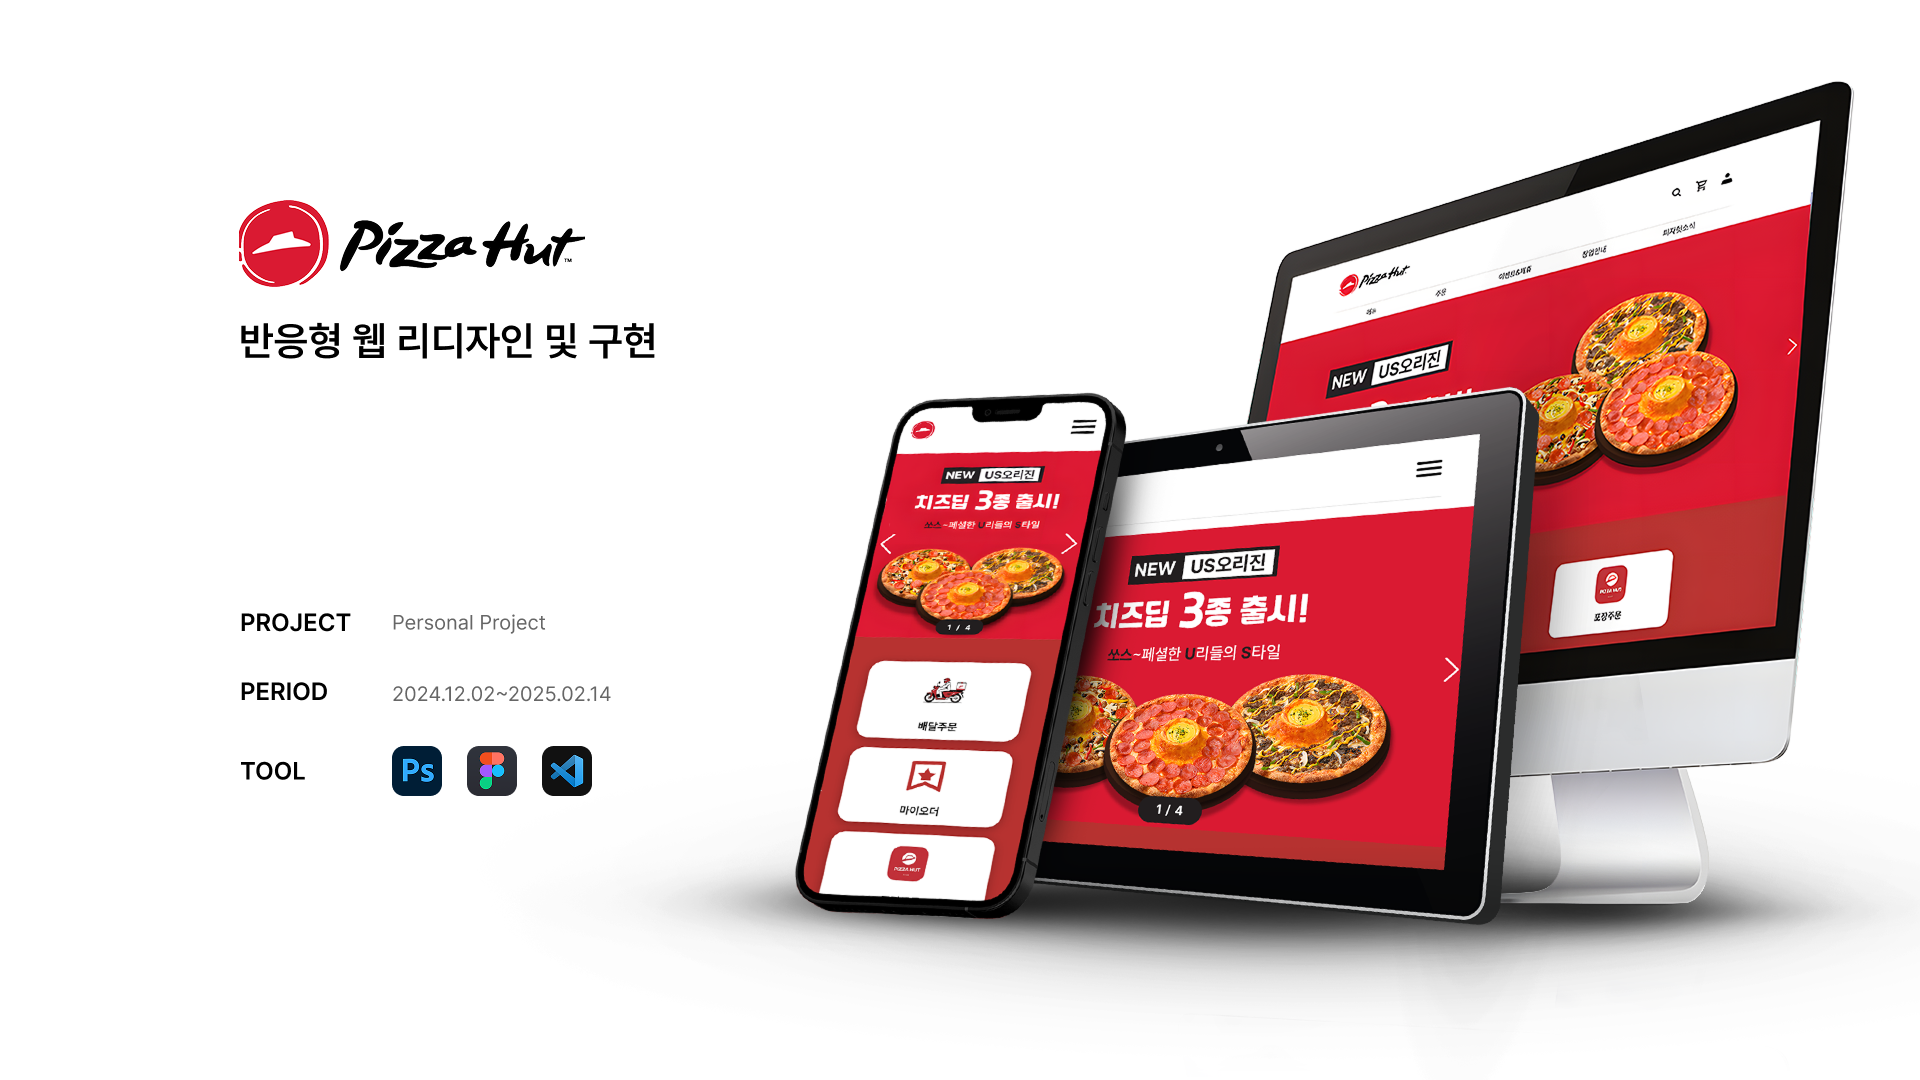 Pizza Hut™
반응형 웹 리디자인 및 구현
PROJECT Personal Project
PERIOD 2024.12.02~2025.02.14
TOOL Ps
NEW US오리진
치즈딥 3종 출시!
쏘스~페셜한 U리들의 S타일
1 / 4
배달주문
마이오더
PIZZA HUT
NEW US오리진
치즈딥 3종 출시!
쏘스~페셜한 U리들의 S타일
1 / 4
Pizza Hut
메뉴 주문 이벤트&제휴 창업안내 피자헛소식
NEW US오리진
PIZZA HUT
포장주문